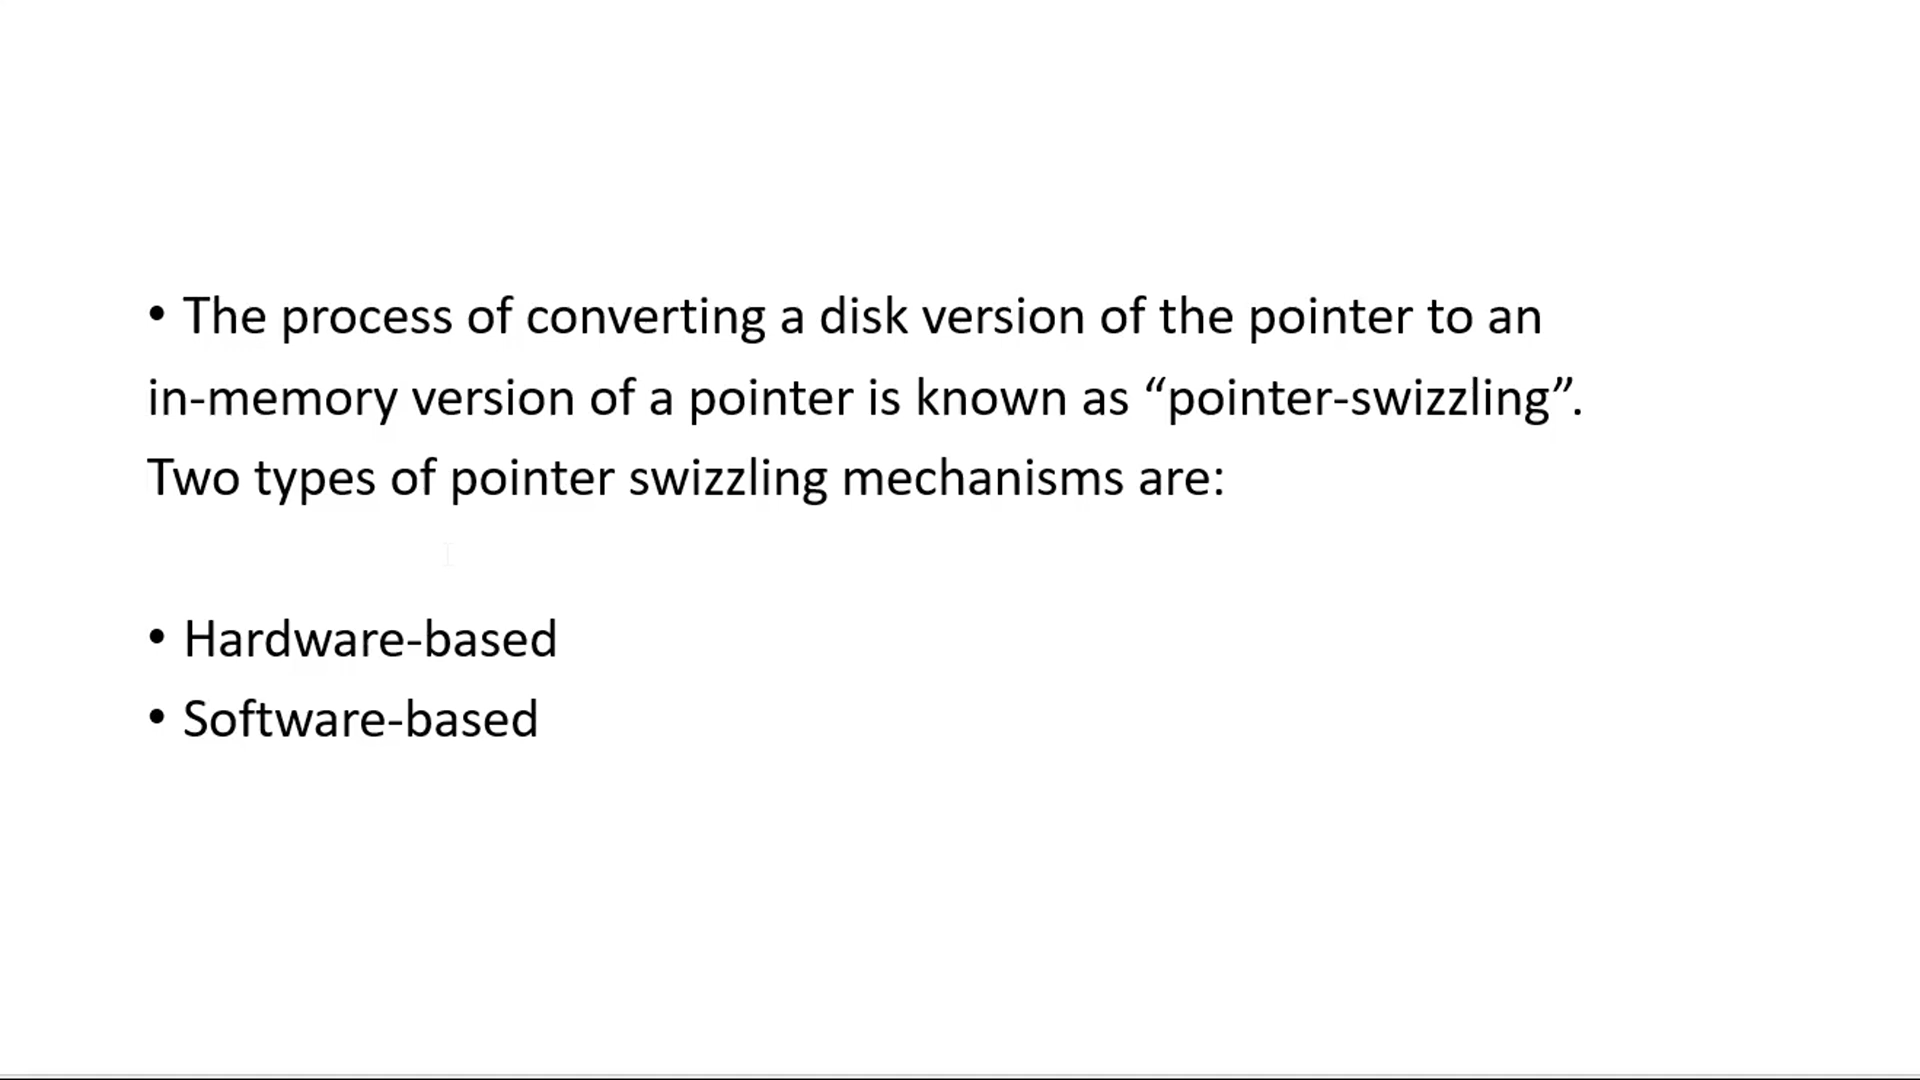 • The process of converting a disk version of the pointer to an
in-memory version of a pointer is known as “pointer-swizzling”.
Two types of pointer swizzling mechanisms are:
• Hardware-based
• Software-based